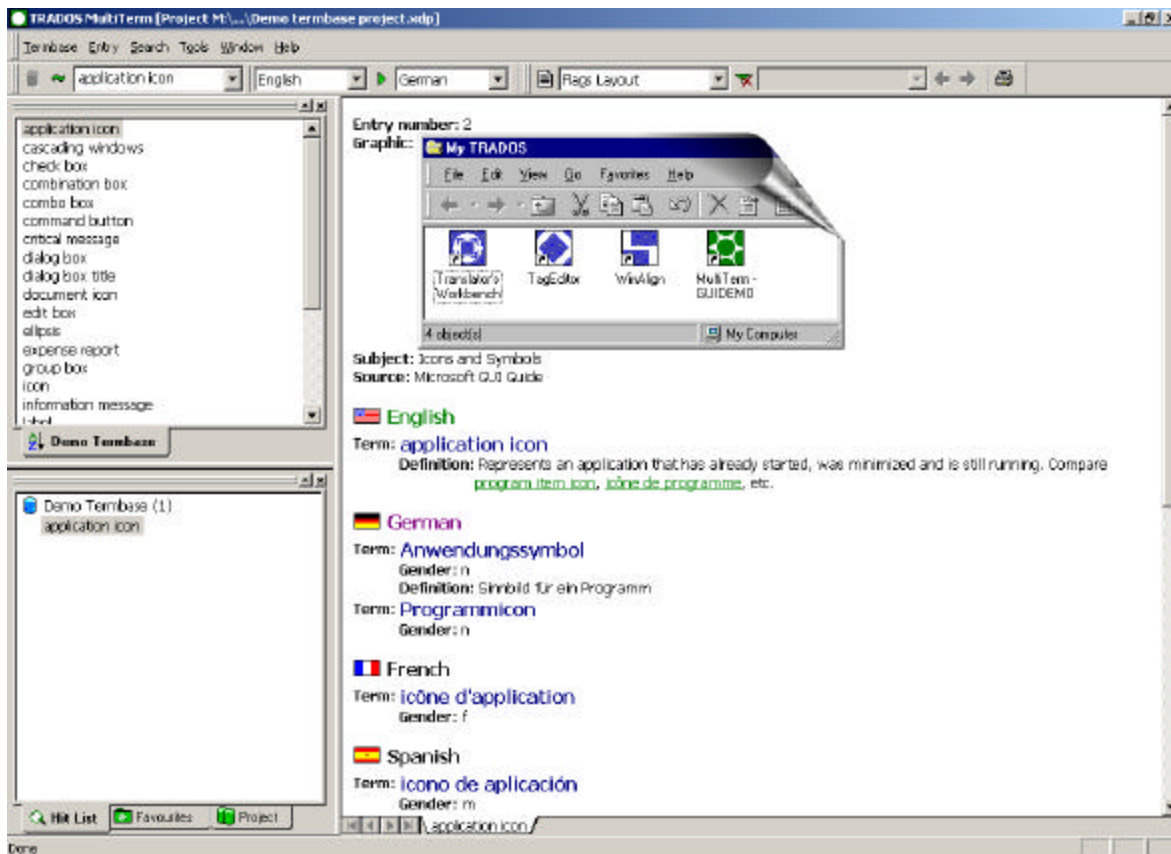 TRADOS MultiTerm [Project M:\...\Demo termbase project.xdp]
Termbase Entry Search Tools Window Help
application icon English German Flags Layout
application icon
cascading windows
check box
combination box
combo box
command button
critical message
dialog box
dialog box title
document icon
edit box
ellipsis
expense report
group box
icon
information message
label
Demo Termbase
Demo Termbase (1)
application icon
Hit List Favourites Project
Entry number: 2
Graphic:
My TRADOS
File Edit View Go Favorites Help
Translator's Workbench
TagEditor
WinAlign
MultiTerm - GUIDEMO
4 object(s) My Computer
Subject: Icons and Symbols
Source: Microsoft GUI Guide
English
Term: application icon
Definition: Represents an application that has already started, was minimized and is still running. Compare
program item icon, icône de programme, etc.
German
Term: Anwendungssymbol
Gender: n
Definition: Sinnbild für ein Programm
Term: Programmicon
Gender: n
French
Term: icône d'application
Gender: f
Spanish
Term: icono de aplicación
Gender: m
application icon
Done